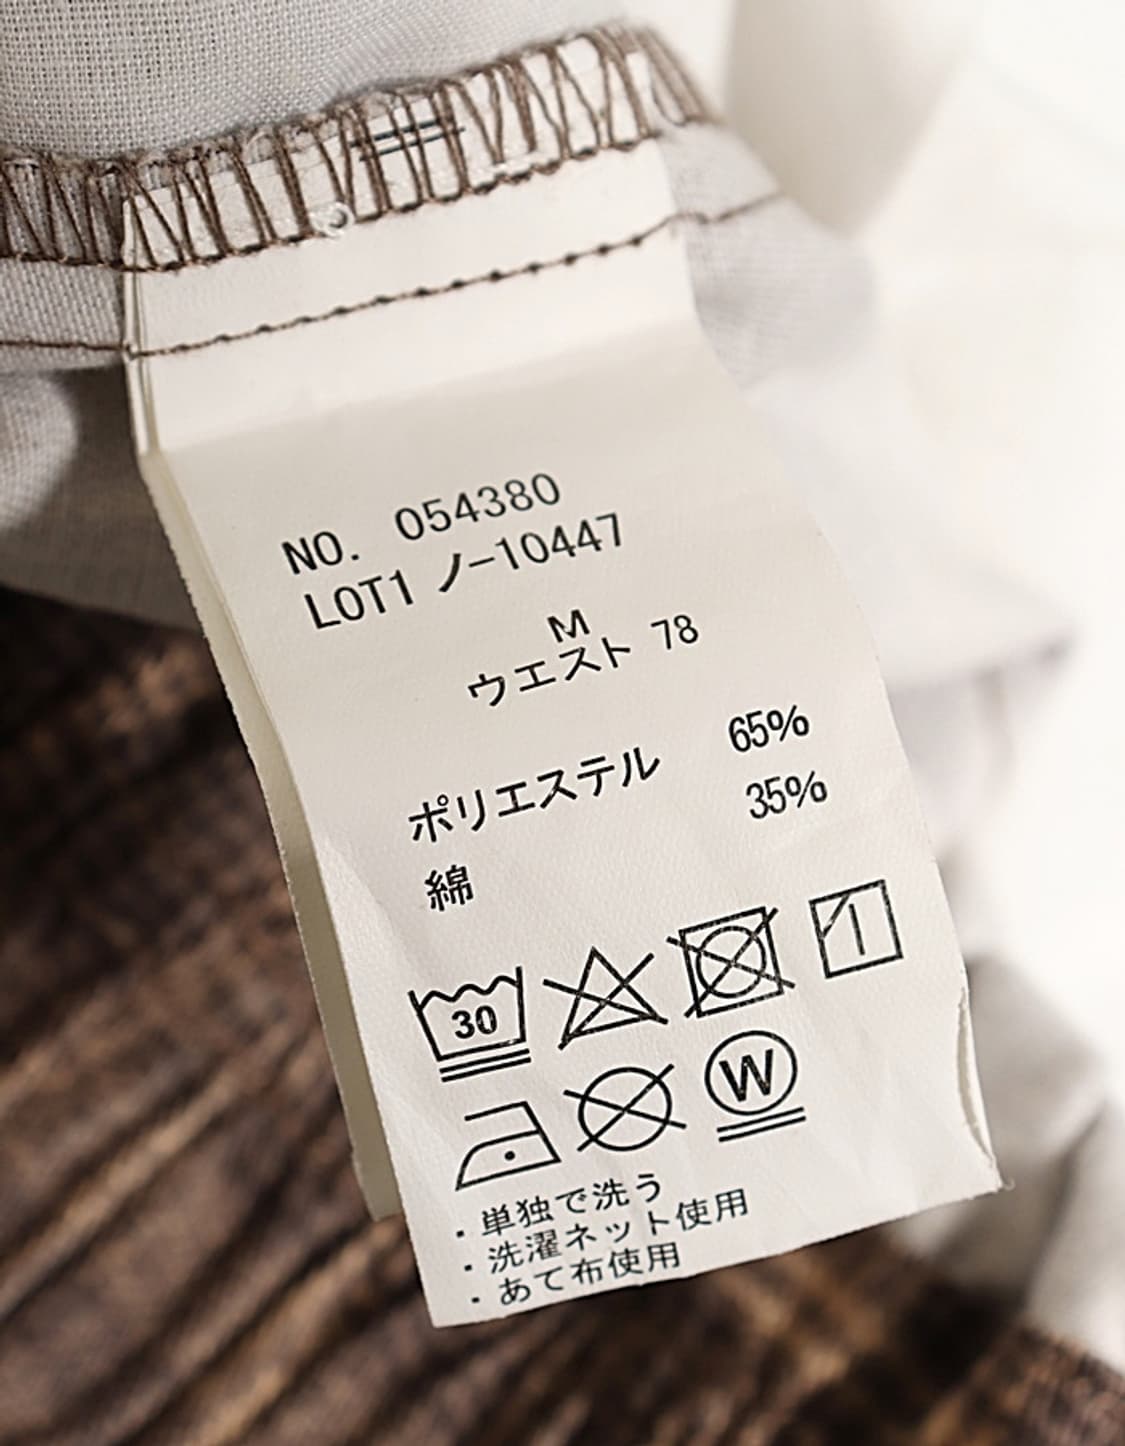 NO. 054380
LOT1 ノ-10447
M
ウエスト 78
ポリエステル 65%
綿 35%
30
W
・単独で洗う
・洗濯ネット使用
・あて布使用